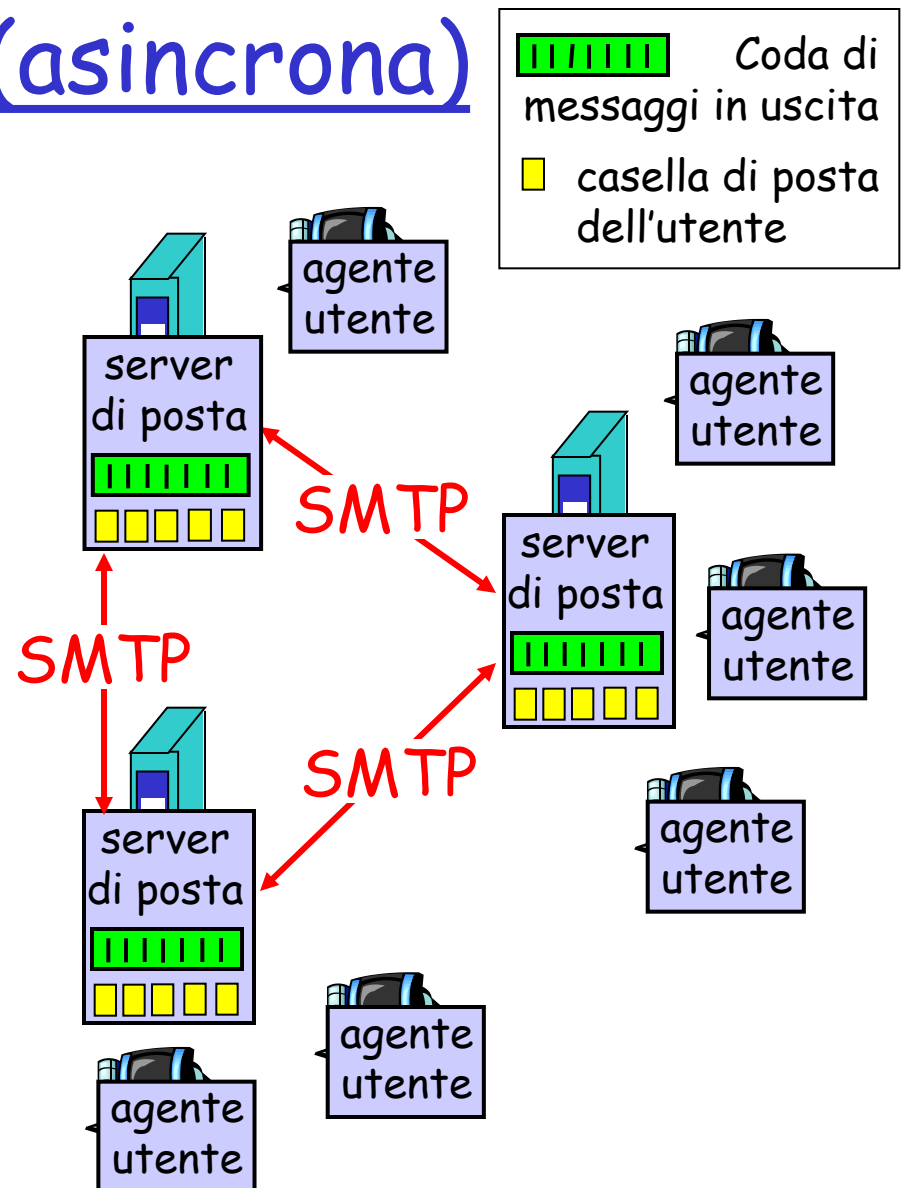 (asincrona)
Coda di
messaggi in uscita
casella di posta
dell'utente
agente
utente
server
di posta
agente
utente
SMTP
server
di posta
agente
utente
SMTP
SMTP
agente
utente
server
di posta
agente
utente
agente
utente